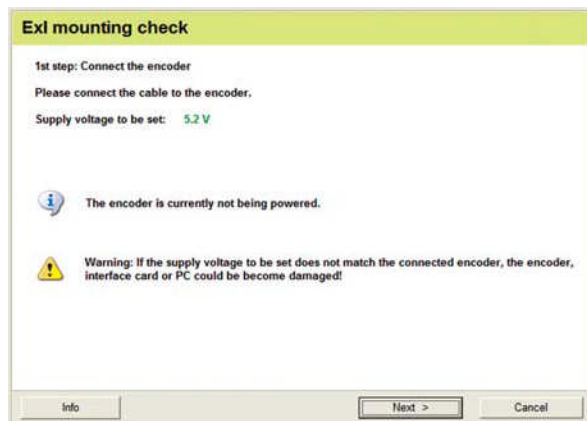 ExI mounting check
1st step: Connect the encoder
Please connect the cable to the encoder.
Supply voltage to be set: 5.2 V
The encoder is currently not being powered.
Warning: If the supply voltage to be set does not match the connected encoder, the encoder,
interface card or PC could be become damaged!
Info
Next >
Cancel